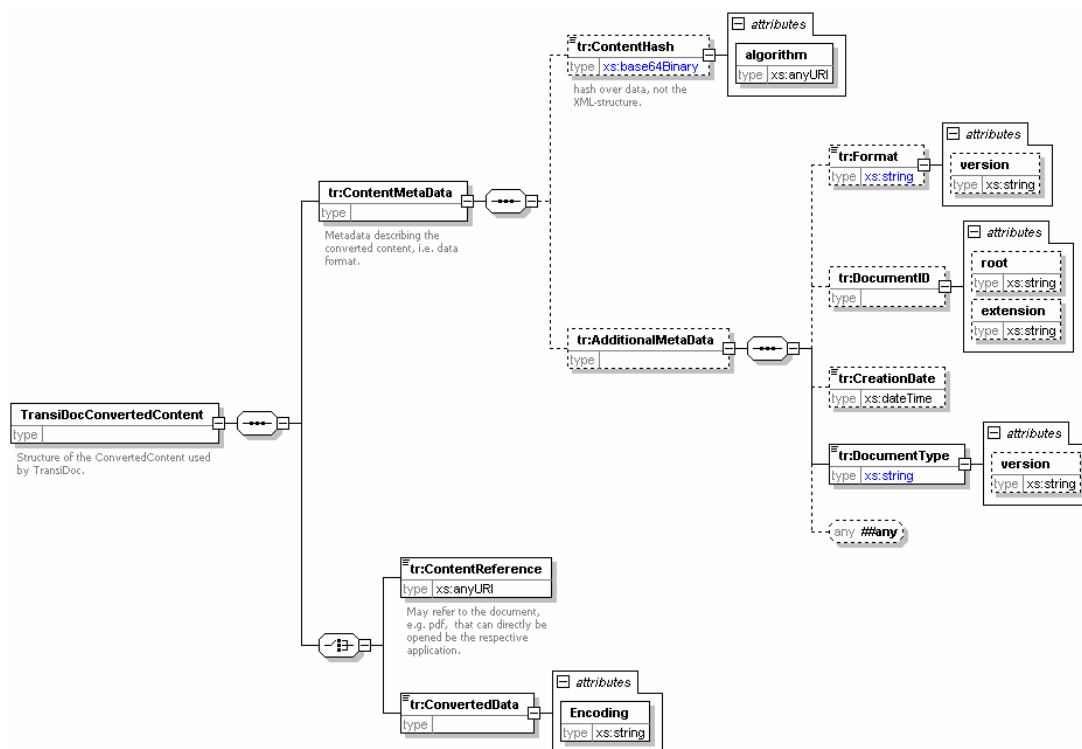 attributes
tr:ContentHash
type xs:base64Binary
hash over data, not the
XML-structure.
algorithm
type xs:anyURI
attributes
tr:Format
type xs:string
version
type xs:string
tr:ContentMetaData
type
Metadata describing the
converted content, i.e. data
format.
attributes
tr:DocumentID
type
root
type xs:string
extension
type xs:string
tr:AdditionalMetaData
type
tr:CreationDate
type xs:dateTime
TransiDocConvertedContent
type
Structure of the ConvertedContent used
by TransiDoc.
attributes
tr:DocumentType
type xs:string
version
type xs:string
any ##any
tr:ContentReference
type xs:anyURI
May refer to the document,
e.g. pdf, that can directly be
opened be the respective
application.
attributes
tr:ConvertedData
type
Encoding
type xs:string